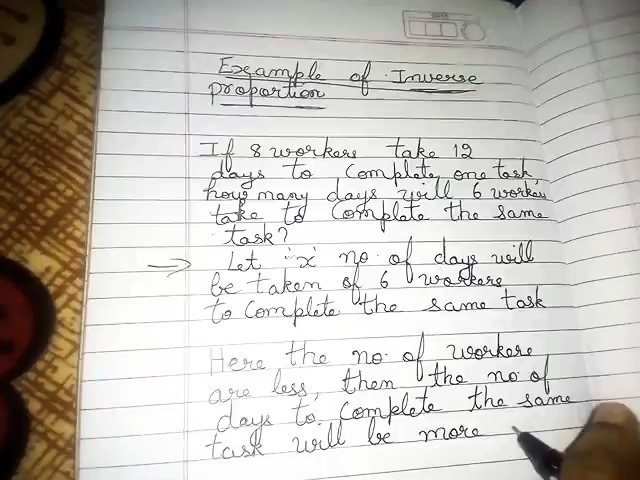 Example of Inverse
proportion
If 8 workers take 12
days to complete one task,
how many days will 6 workers
take to complete the same
task?
Let "x" no. of days will
be taken of 6 workers
to complete the same task
Here the no. of workers
are less, then the no. of
days to complete the same
task will be more